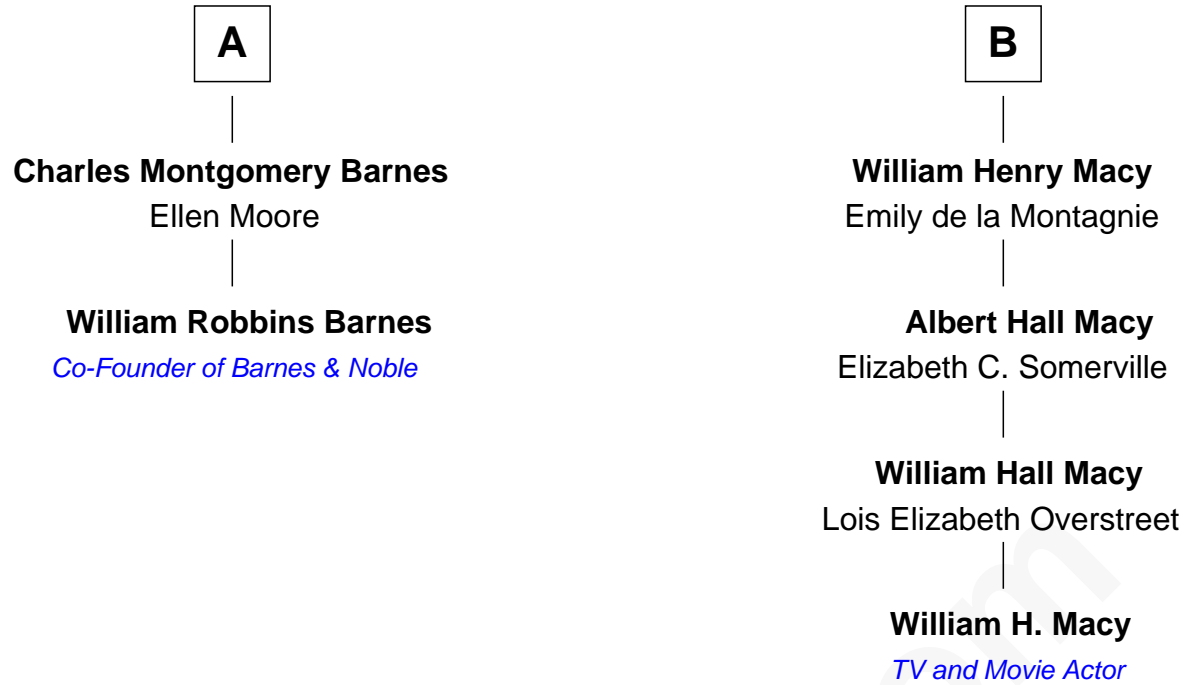 A
Charles Montgomery Barnes
Ellen Moore
William Robbins Barnes
Co-Founder of Barnes & Noble
B
William Henry Macy
Emily de la Montagnie
Albert Hall Macy
Elizabeth C. Somerville
William Hall Macy
Lois Elizabeth Overstreet
William H. Macy
TV and Movie Actor
om